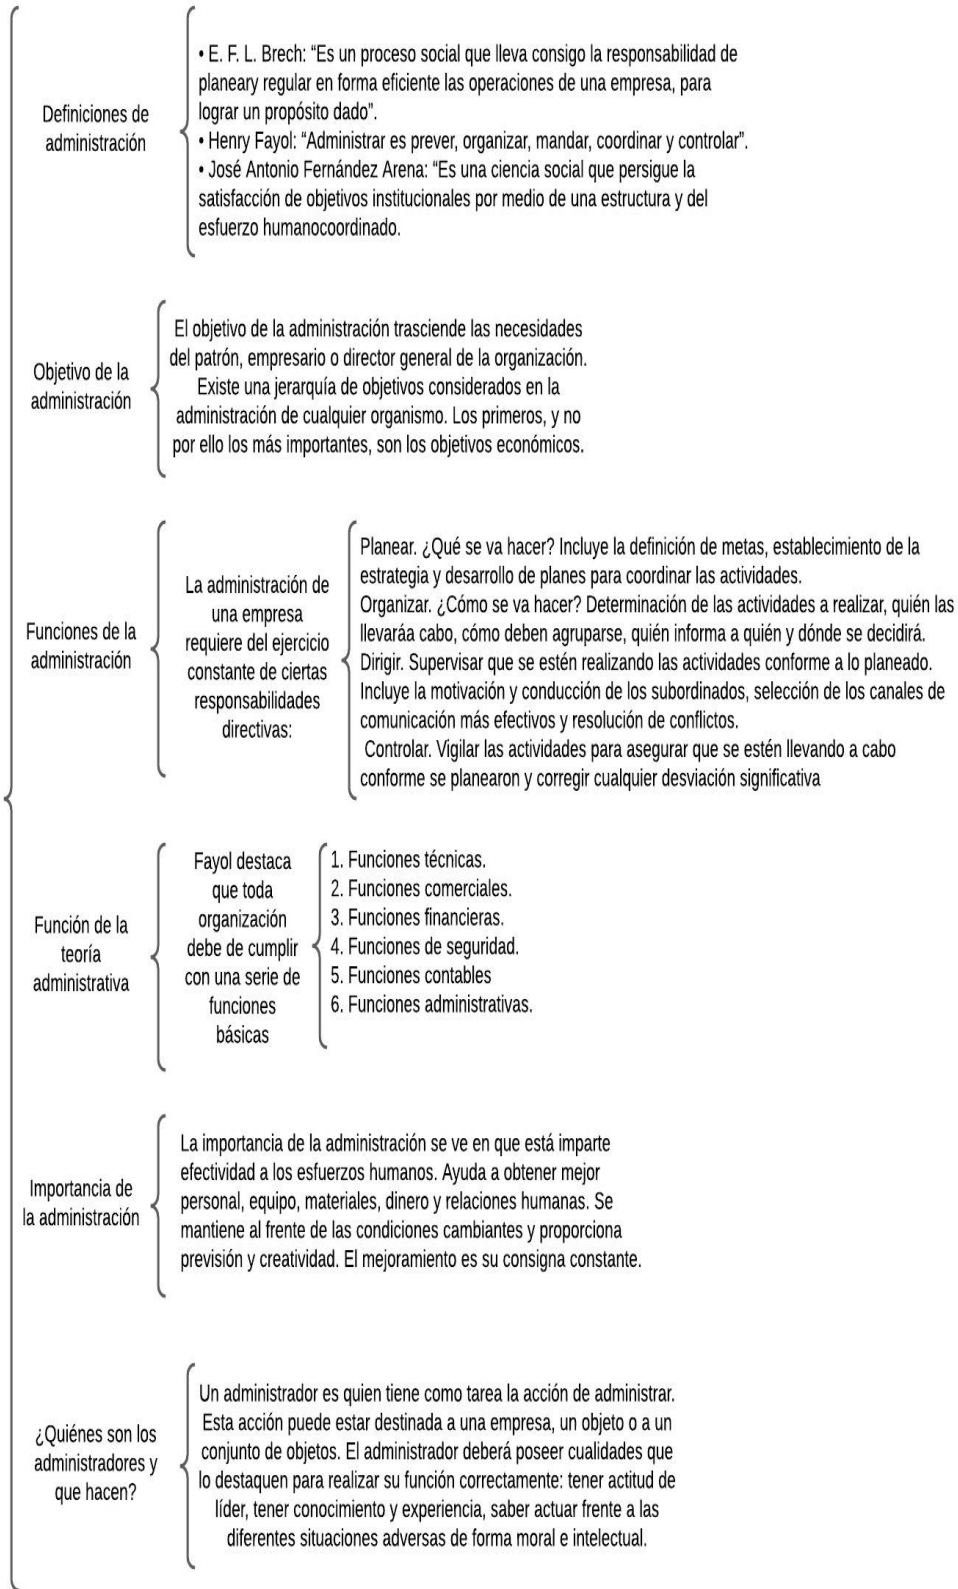 Definiciones de
administración
• E. F. L. Brech: “Es un proceso social que lleva consigo la responsabilidad de
planeary regular en forma eficiente las operaciones de una empresa, para
lograr un propósito dado”.
• Henry Fayol: “Administrar es prever, organizar, mandar, coordinar y controlar”.
• José Antonio Fernández Arena: “Es una ciencia social que persigue la
satisfacción de objetivos institucionales por medio de una estructura y del
esfuerzo humanocoordinado.
Objetivo de la
administración
El objetivo de la administración trasciende las necesidades
del patrón, empresario o director general de la organización.
Existe una jerarquía de objetivos considerados en la
administración de cualquier organismo. Los primeros, y no
por ello los más importantes, son los objetivos económicos.
Funciones de la
administración
La administración de
una empresa
requiere del ejercicio
constante de ciertas
responsabilidades
directivas:
Planear. ¿Qué se va hacer? Incluye la definición de metas, establecimiento de la
estrategia y desarrollo de planes para coordinar las actividades.
Organizar. ¿Cómo se va hacer? Determinación de las actividades a realizar, quién las
llevaráa cabo, cómo deben agruparse, quién informa a quién y dónde se decidirá.
Dirigir. Supervisar que se estén realizando las actividades conforme a lo planeado.
Incluye la motivación y conducción de los subordinados, selección de los canales de
comunicación más efectivos y resolución de conflictos.
Controlar. Vigilar las actividades para asegurar que se estén llevando a cabo
conforme se planearon y corregir cualquier desviación significativa
Función de la
teoría
administrativa
Fayol destaca
que toda
organización
debe de cumplir
con una serie de
funciones
básicas
1. Funciones técnicas.
2. Funciones comerciales.
3. Funciones financieras.
4. Funciones de seguridad.
5. Funciones contables
6. Funciones administrativas.
Importancia de
la administración
La importancia de la administración se ve en que está imparte
efectividad a los esfuerzos humanos. Ayuda a obtener mejor
personal, equipo, materiales, dinero y relaciones humanas. Se
mantiene al frente de las condiciones cambiantes y proporciona
previsión y creatividad. El mejoramiento es su consigna constante.
¿Quiénes son los
administradores y
que hacen?
Un administrador es quien tiene como tarea la acción de administrar.
Esta acción puede estar destinada a una empresa, un objeto o a un
conjunto de objetos. El administrador deberá poseer cualidades que
lo destaquen para realizar su función correctamente: tener actitud de
líder, tener conocimiento y experiencia, saber actuar frente a las
diferentes situaciones adversas de forma moral e intelectual.